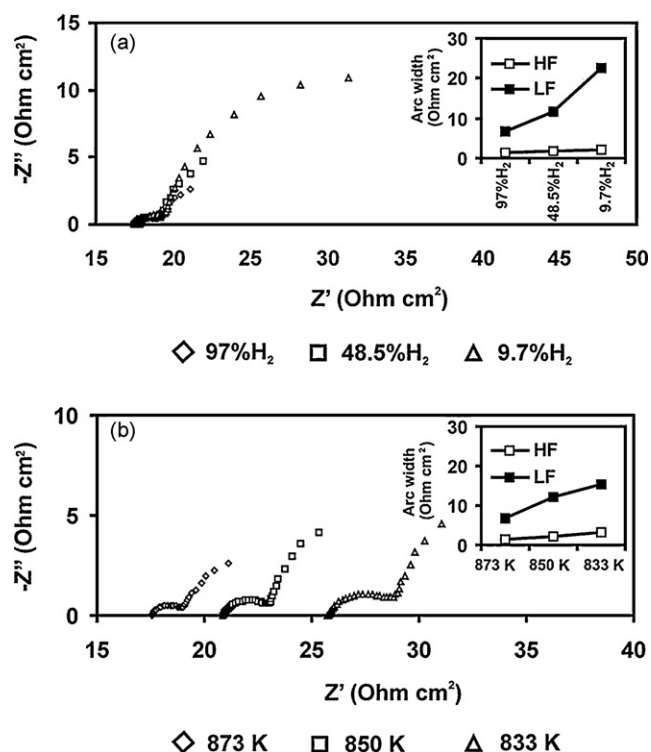 (a)
15
10
5
0
-Z" (Ohm cm²)
15 20 25 30 35 40 45 50
Z' (Ohm cm²)
30
20
10
0
Arc width
(Ohm cm²)
HF
LF
97%H₂
48.5%H₂
9.7%H₂
97%H₂ 48.5%H₂ 9.7%H₂
(b)
10
5
0
-Z" (Ohm cm²)
15 20 25 30 35 40
Z' (Ohm cm²)
30
20
10
0
Arc width
(Ohm cm²)
HF
LF
873 K 850 K 833 K
873 K 850 K 833 K